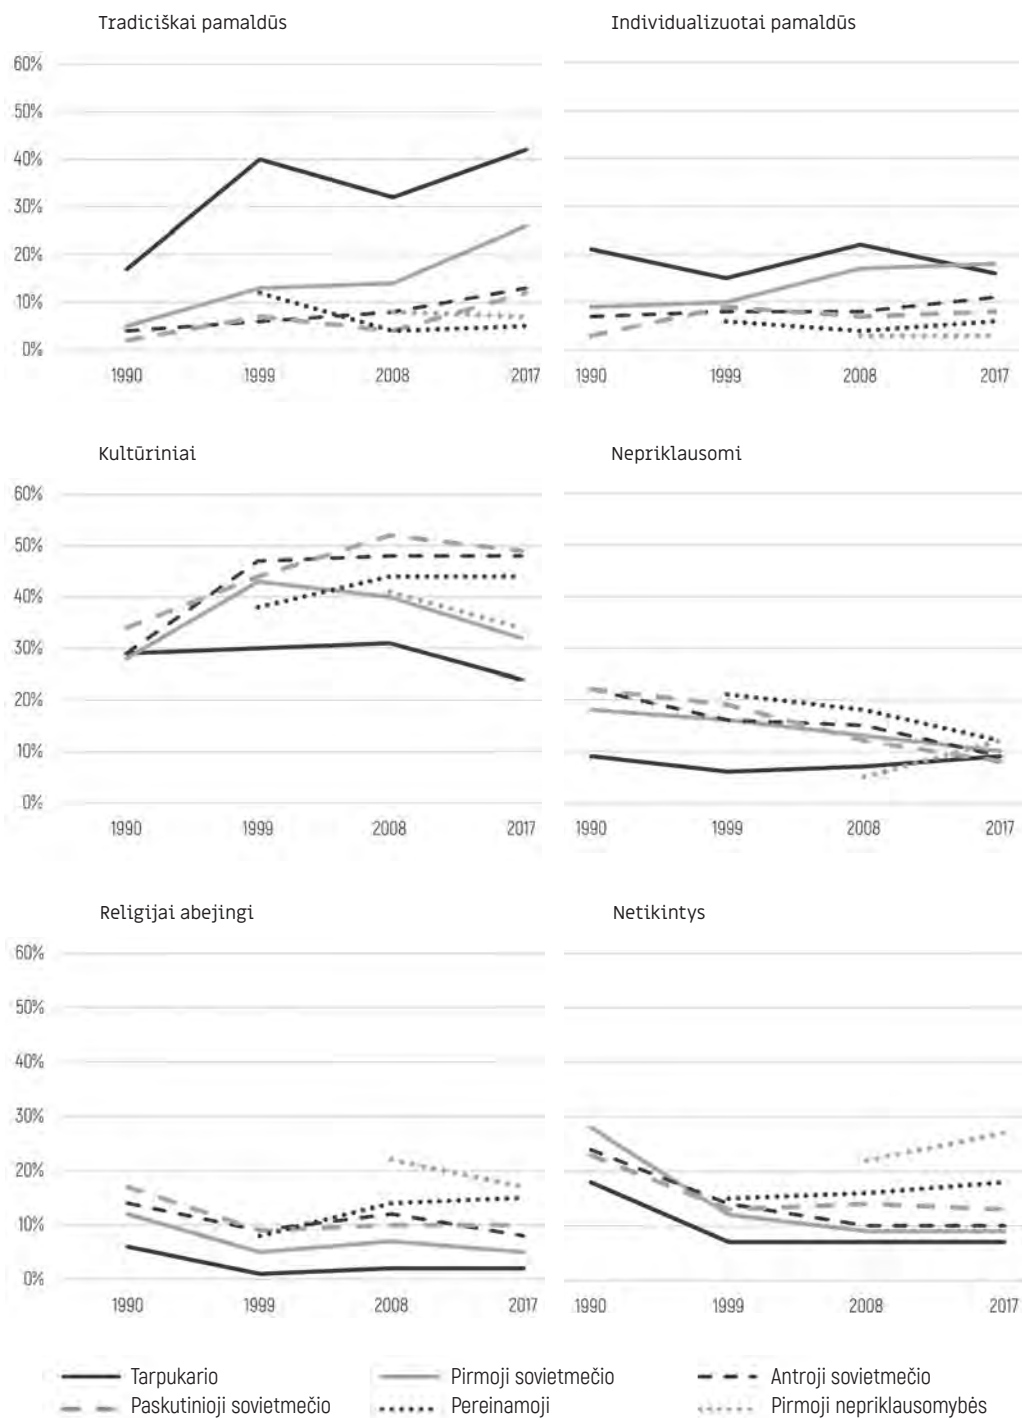 Tradiciškai pamaldūs
Individualizuotai pamaldūs
60%
50%
40%
30%
20%
10%
0%
1990 1999 2008 2017
1990 1999 2008 2017
Kultūriniai
Nepriklausomi
60%
50%
40%
30%
20%
10%
0%
1990 1999 2008 2017
1990 1999 2008 2017
Religijai abejingi
Netikintys
60%
50%
40%
30%
20%
10%
0%
1990 1999 2008 2017
1990 1999 2008 2017
Tarpukario Pirmoji sovietmečio Antroji sovietmečio
Paskutinioji sovietmečio Pereinamoji Pirmoji nepriklausomybės